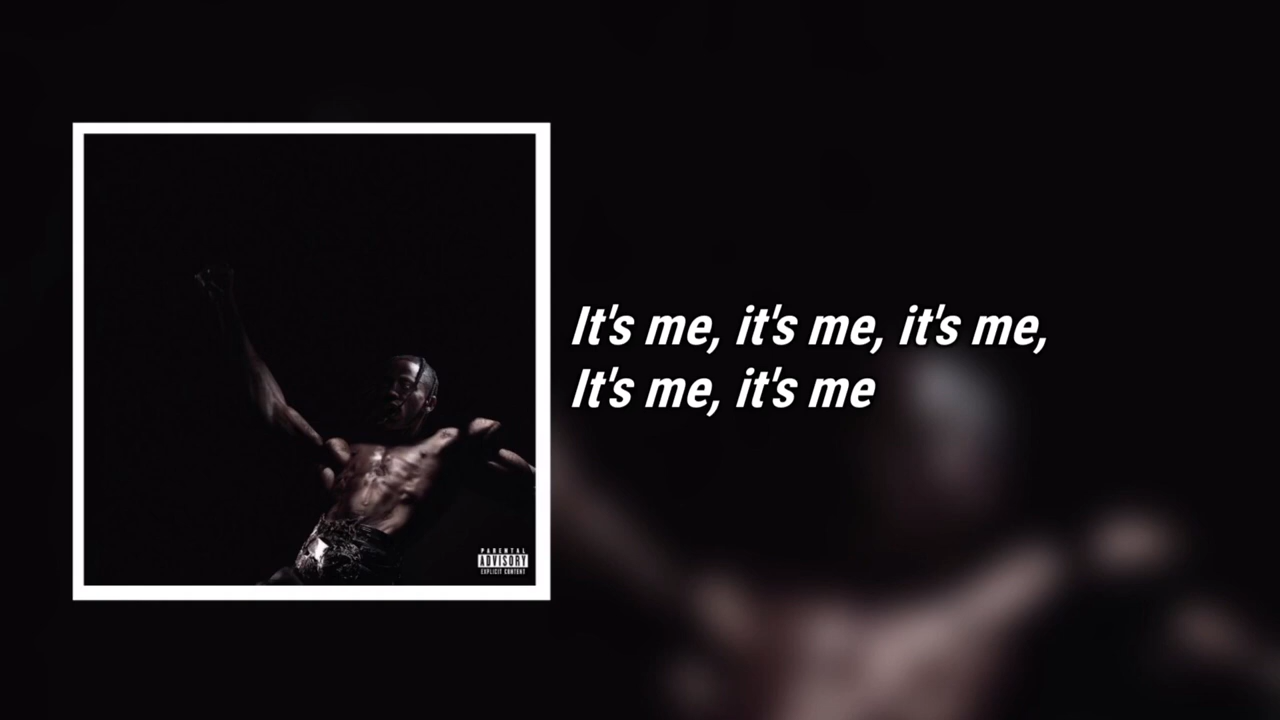 It's me, it's me, it's me,
It's me, it's me
PARENTAL
ADVISORY
EXPLICIT CONTENT